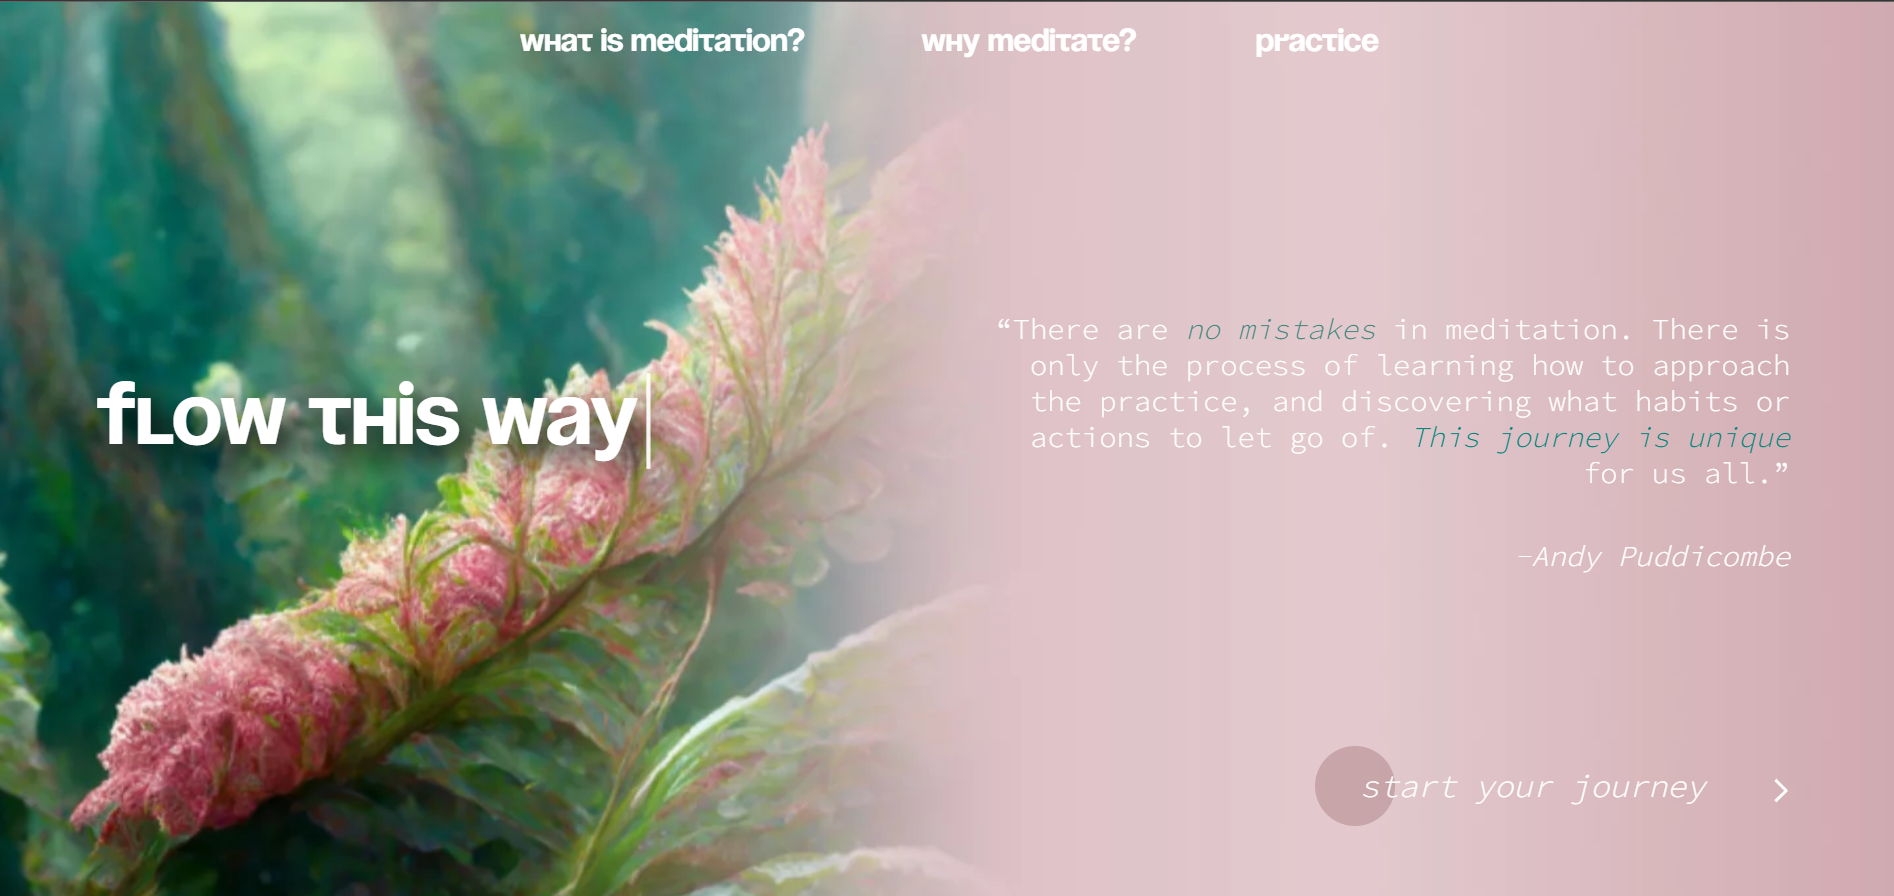 what is meditation?
why meditate?
practice
fLOW THiS way
“There are no mistakes in meditation. There is
only the process of learning how to approach
the practice, and discovering what habits or
actions to let go of. This journey is unique
for us all.”
–Andy Puddicombe
start your journey